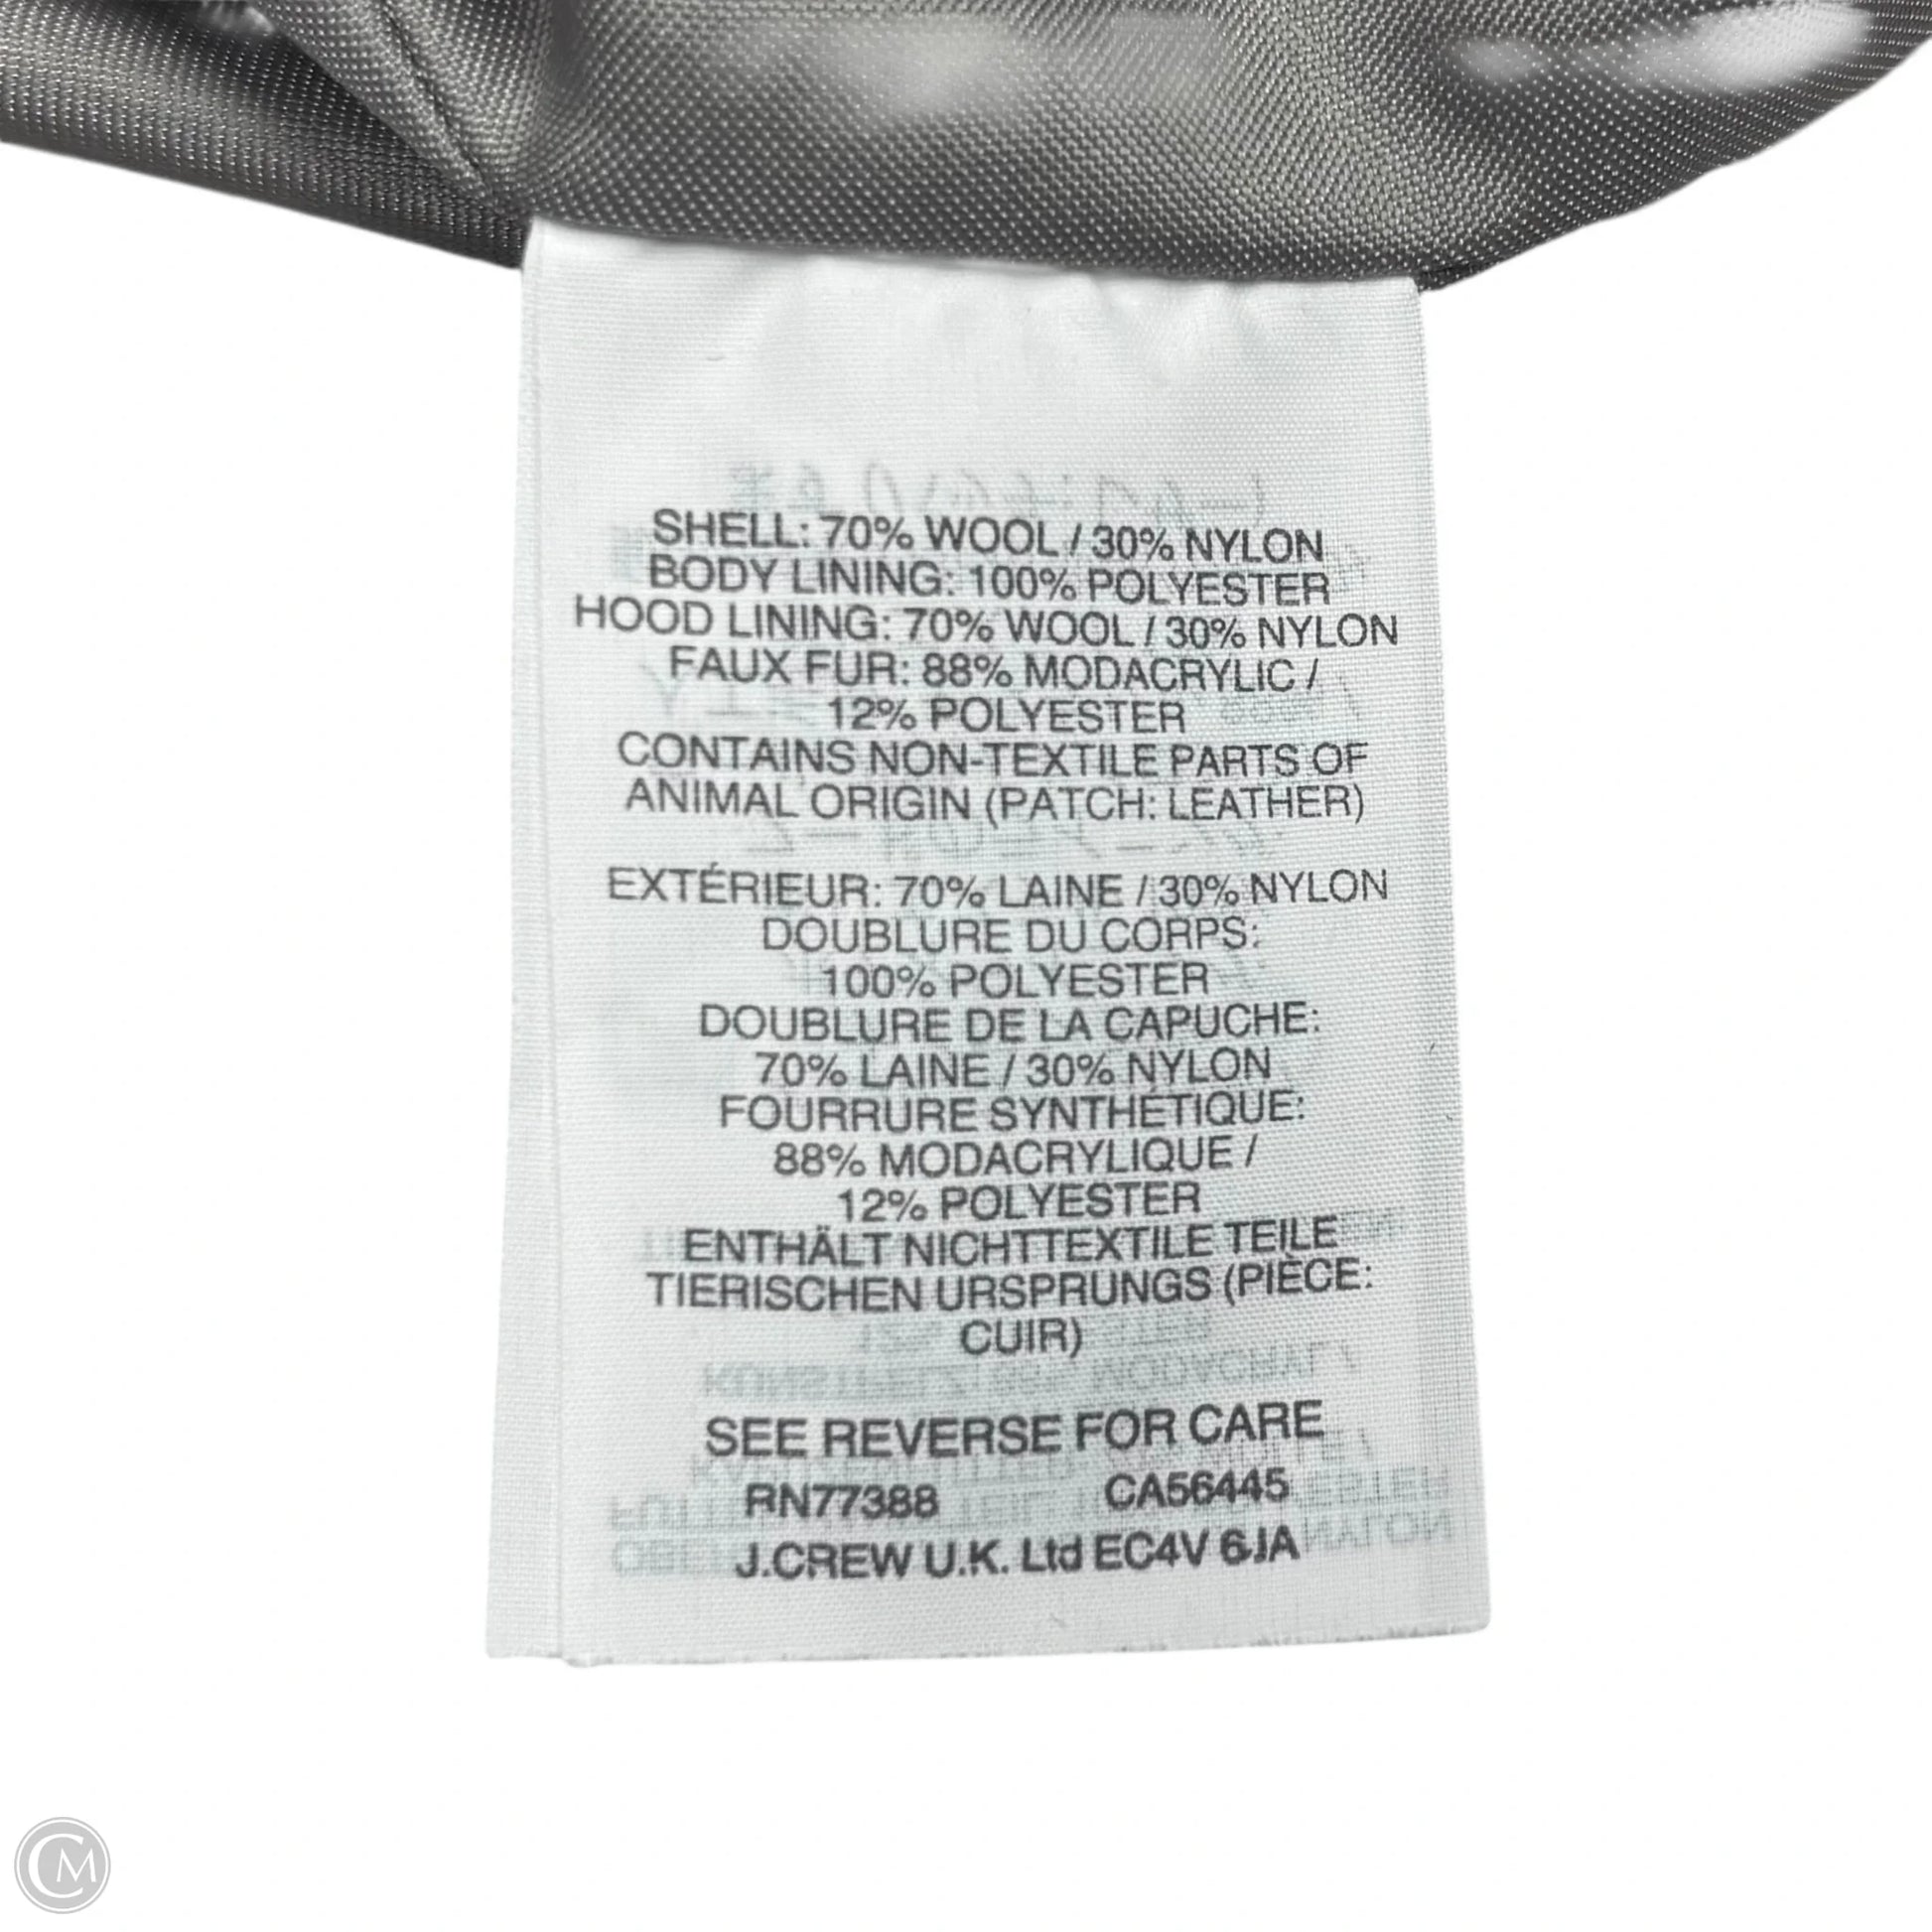 SHELL: 70% WOOL / 30% NYLON
BODY LINING: 100% POLYESTER
HOOD LINING: 70% WOOL / 30% NYLON
FAUX FUR: 88% MODACRYLIC /
12% POLYESTER
CONTAINS NON-TEXTILE PARTS OF
ANIMAL ORIGIN (PATCH: LEATHER)
EXTÉRIEUR: 70% LAINE / 30% NYLON
DOUBLURE DU CORPS:
100% POLYESTER
DOUBLURE DE LA CAPUCHE:
70% LAINE / 30% NYLON
FOURRURE SYNTHÉTIQUE:
88% MODACRYLIQUE /
12% POLYESTER
ENTHÄLT NICHTTEXTILE TEILE
TIERISCHEN URSPRUNGS (PIÈCE:
CUIR)
SEE REVERSE FOR CARE
RN77388 CA56445
J.CREW U.K. Ltd EC4V 6JA
CM